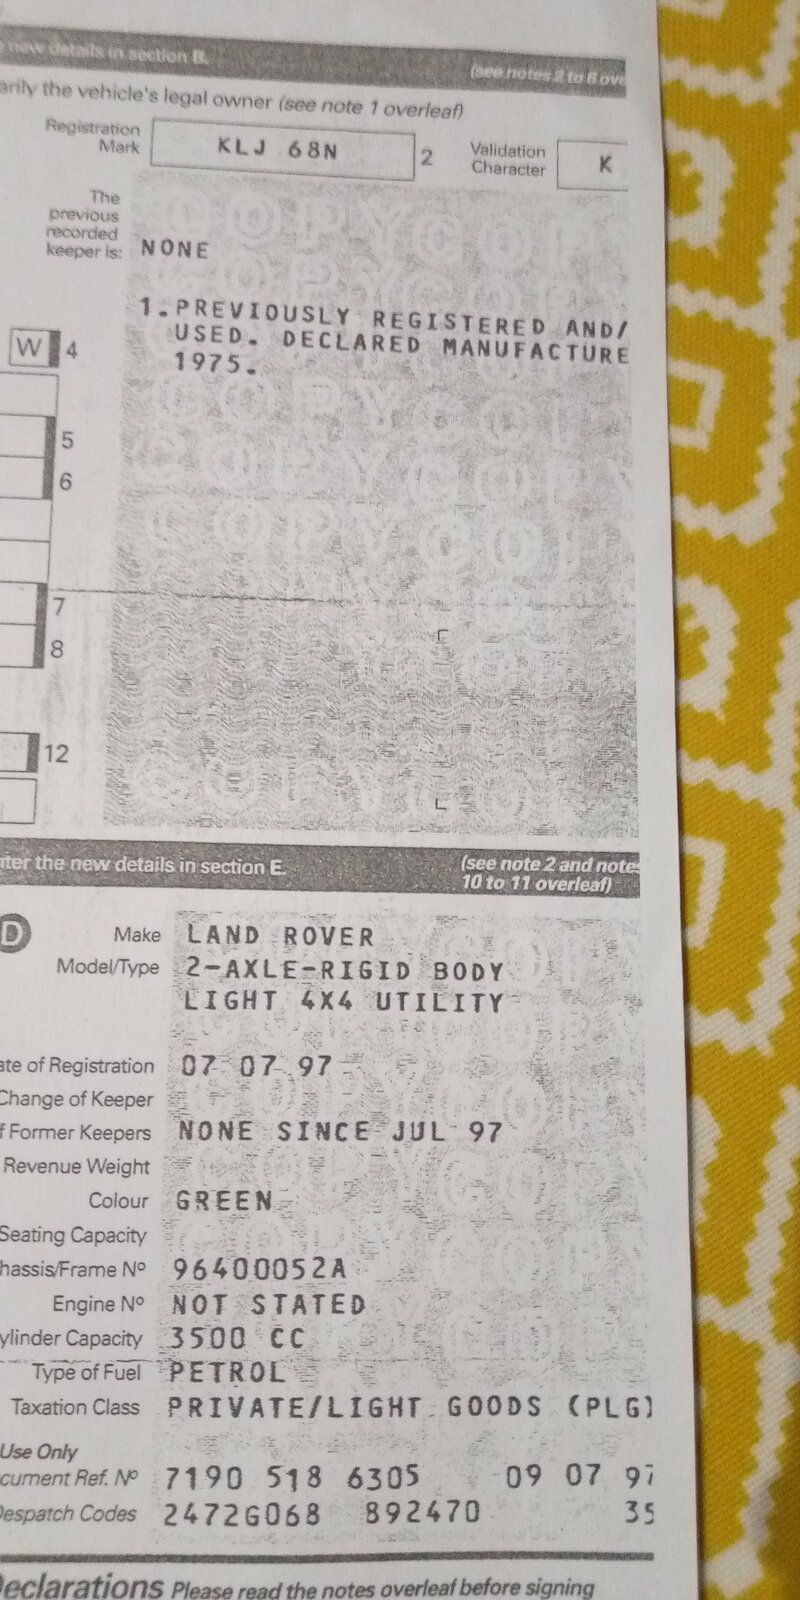 new details in section B. (see notes 2 to 6
arily the vehicle's legal owner (see note 1 overleaf)
Registration Mark KLJ 68N 2 Validation Character K
The previous recorded keeper is: NONE
1. PREVIOUSLY REGISTERED AND/
USED. DECLARED MANUFACTURE
1975.
W 4
5
6
7
8
12
nter the new details in section E. (see note 2 and note
10 to 11 overleaf)
D Make LAND ROVER
Model/Type 2-AXLE-RIGID BODY
LIGHT 4X4 UTILITY
ate of Registration 07 07 97
Change of Keeper
f Former Keepers NONE SINCE JUL 97
Revenue Weight
Colour GREEN
Seating Capacity
hassis/Frame Nº 96400052A
Engine Nº NOT STATED
ylinder Capacity 3500 CC
Type of Fuel PETROL
Taxation Class PRIVATE/LIGHT GOODS (PLG)
Use Only
cument Ref. Nº 7190 518 6305 09 07 97
Despatch Codes 2472G068 892470 35
eclarations Please read the notes overleaf before signing